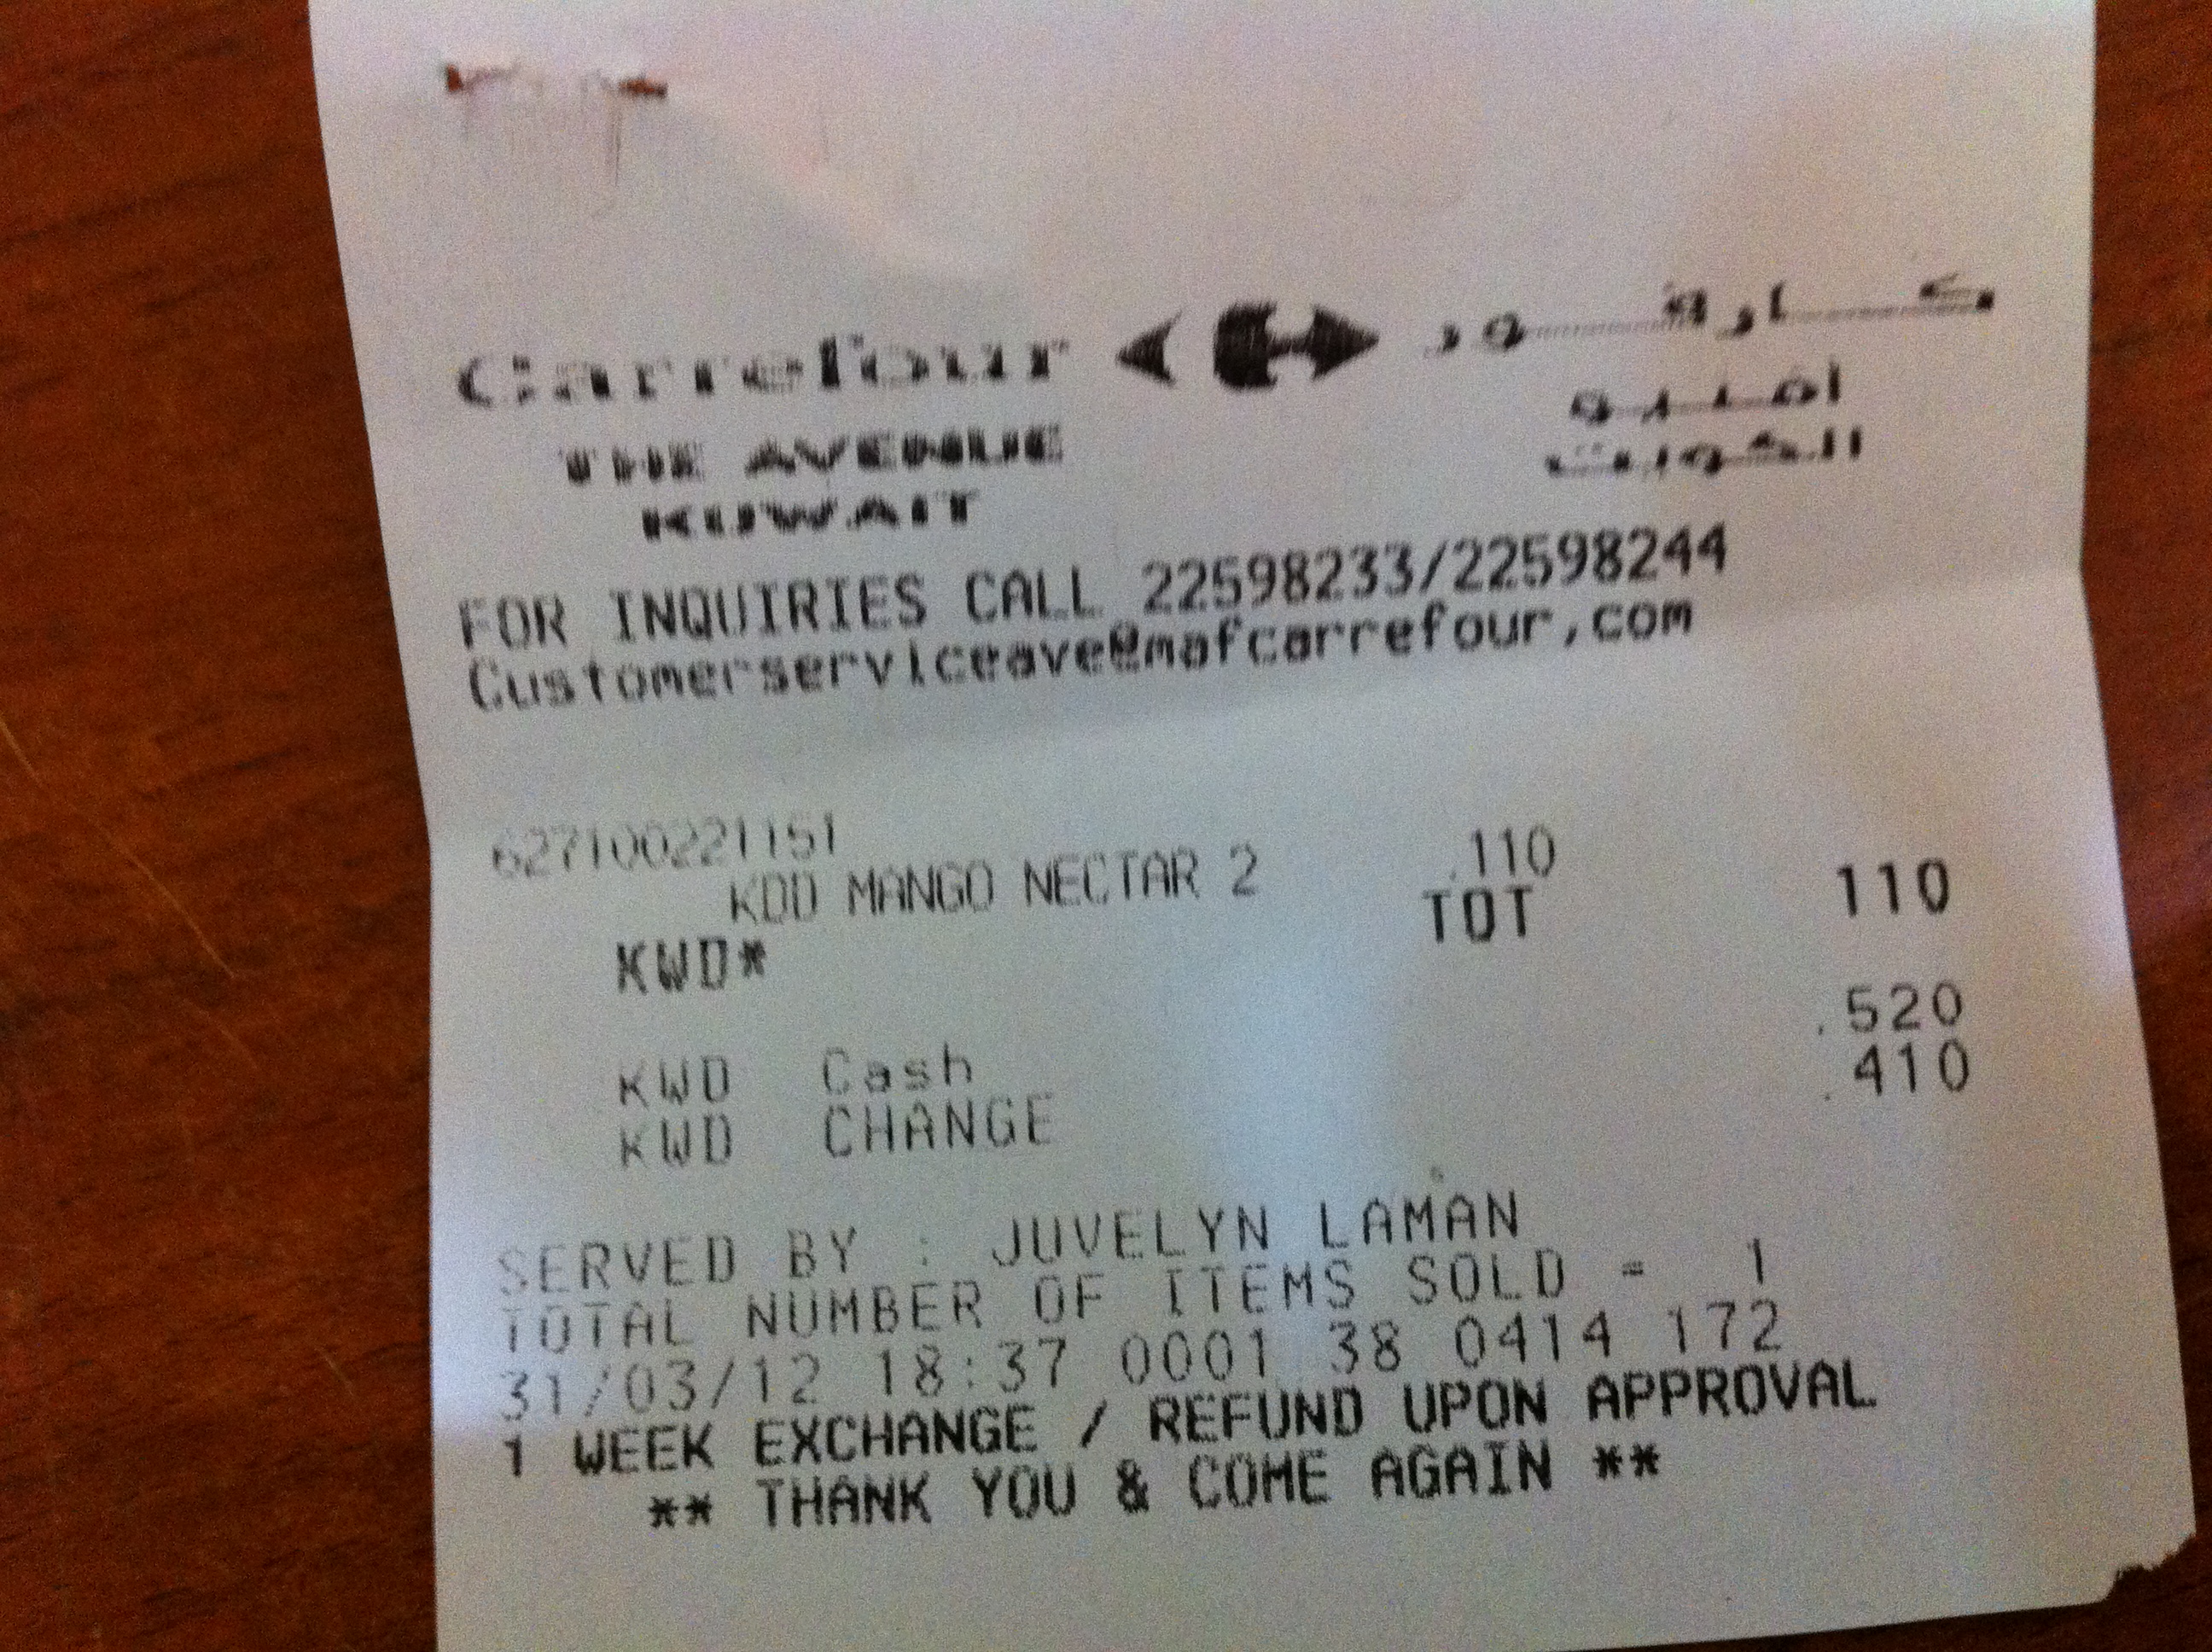 Carrefour كارفور
THE AVENUE افنيو
KUWAIT الكويت
FOR INQUIRIES CALL 22598233/22598244
Customerserviceave@mafcarrefour,com
627100221151
KDD MANGO NECTAR 2 .110
KWD* TOT 110
KWD Cash .520
KWD CHANGE .410
SERVED BY : JUVELYN LAMAN
TOTAL NUMBER OF ITEMS SOLD = 1
31/03/12 18:37 0001 38 0414 172
1 WEEK EXCHANGE / REFUND UPON APPROVAL
** THANK YOU & COME AGAIN **